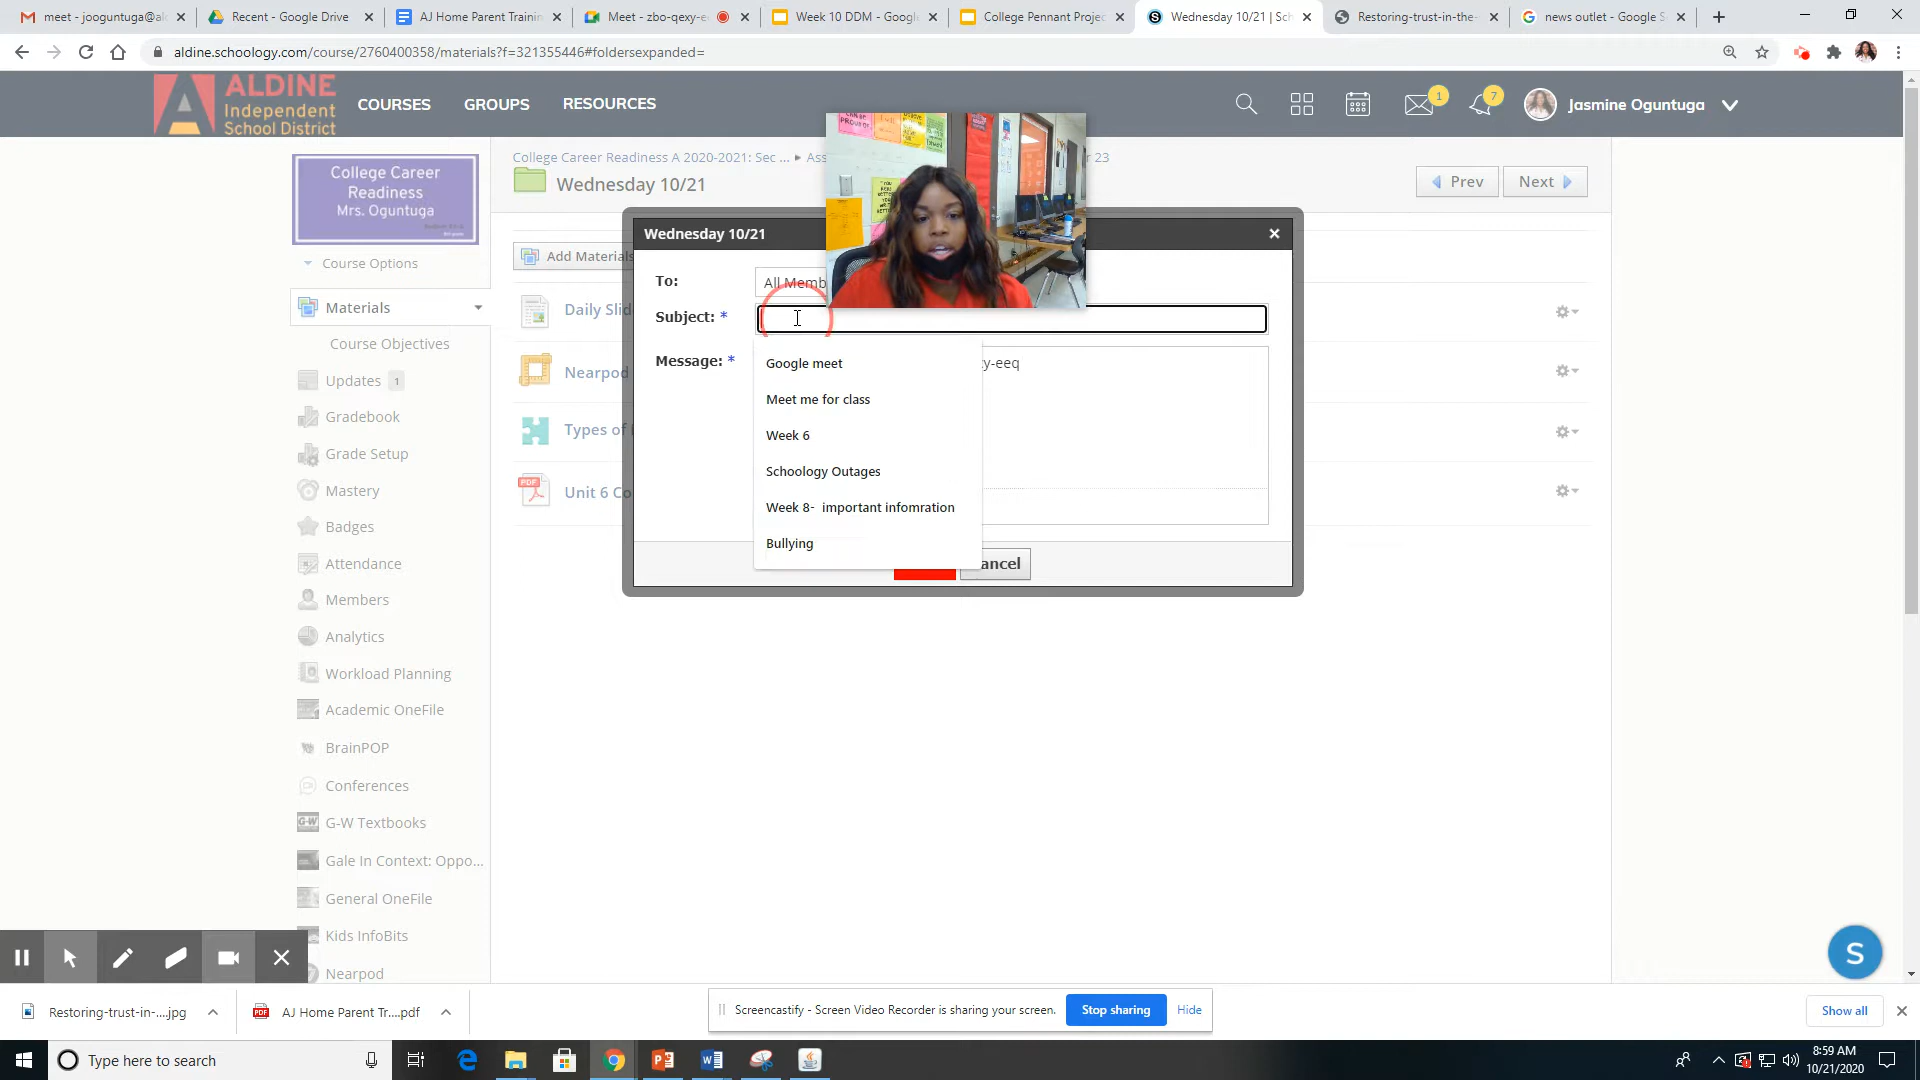 meet - jooguntuga@al
Recent - Google Drive
AJ Home Parent Training
Meet - zbo-qexy-e
Week 10 DDM - Googl
College Pennant Projec
Wednesday 10/21 | Sch
Restoring-trust-in-the-
news outlet - Google S
aldine.schoology.com/course/2760400358/materials?f=321355446#foldersexpanded=
ALDINE
Independent
School District
COURSES
GROUPS
RESOURCES
1
7
Jasmine Oguntuga
College Career
Readiness
Mrs. Oguntuga
College Career Readiness A 2020-2021: Sec ... ▸ Ass
r 23
Wednesday 10/21
Prev
Next
Course Options
Add Materials
Materials
Course Objectives
Updates 1
Gradebook
Grade Setup
Mastery
Badges
Attendance
Members
Analytics
Workload Planning
Academic OneFile
BrainPOP
Conferences
G-W Textbooks
Gale In Context: Oppo...
General OneFile
Kids InfoBits
Nearpod
Daily Slid
Nearpod
Types of
Unit 6 Co
Wednesday 10/21
To:
All Memb
Subject: *
Message: *
y-eeq
Google meet
Meet me for class
Week 6
Schoology Outages
Week 8-  important infomration
Bullying
ancel
S
Restoring-trust-in-....jpg
AJ Home Parent Tr....pdf
Screencastify - Screen Video Recorder is sharing your screen.
Stop sharing
Hide
Show all
Type here to search
8:59 AM
10/21/2020